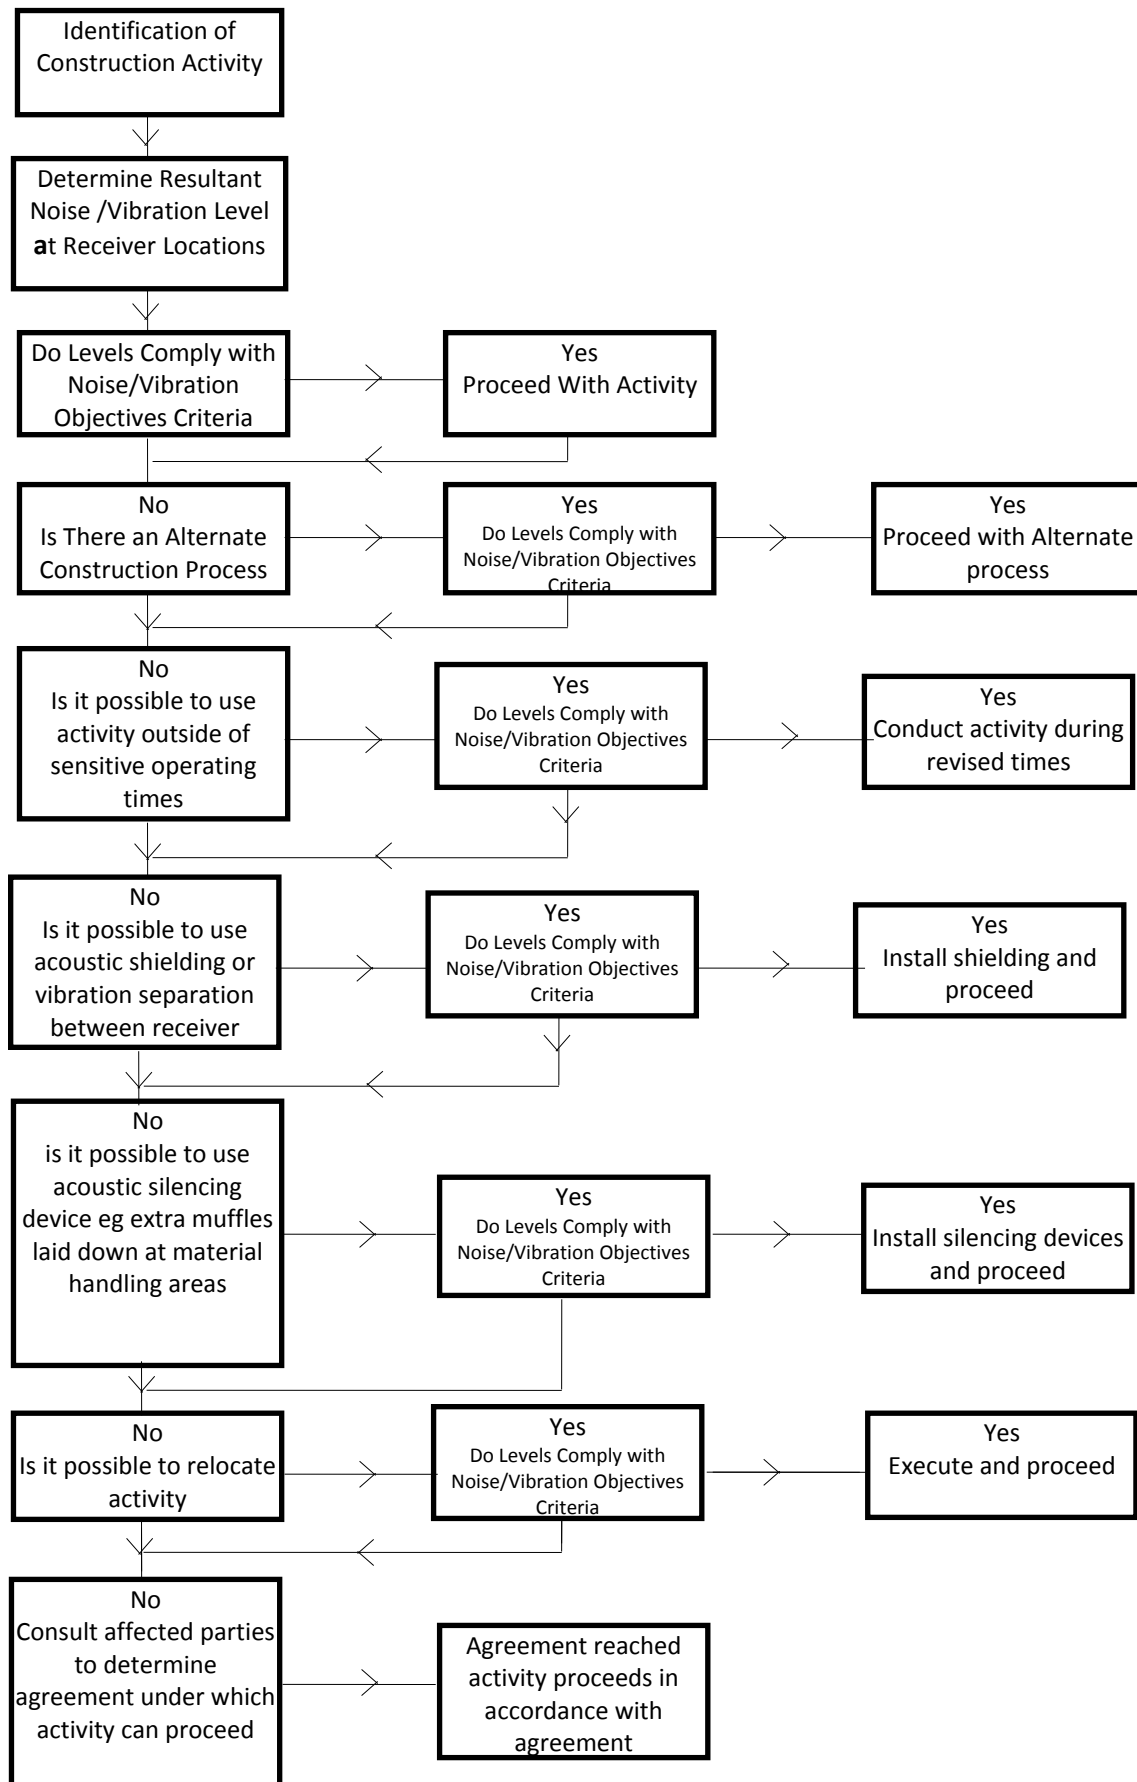 Identification of
Construction Activity
Determine Resultant
Noise /Vibration Level
at Receiver Locations
Do Levels Comply with
Noise/Vibration
Objectives Criteria
Yes
Proceed With Activity
No
Is There an Alternate
Construction Process
Yes
Do Levels Comply with
Noise/Vibration Objectives
Criteria
Yes
Proceed with Alternate
process
No
Is it possible to use
activity outside of
sensitive operating
times
Yes
Do Levels Comply with
Noise/Vibration Objectives
Criteria
Yes
Conduct activity during
revised times
No
Is it possible to use
acoustic shielding or
vibration separation
between receiver
Yes
Do Levels Comply with
Noise/Vibration Objectives
Criteria
Yes
Install shielding and
proceed
No
is it possible to use
acoustic silencing
device eg extra muffles
laid down at material
handling areas
Yes
Do Levels Comply with
Noise/Vibration Objectives
Criteria
Yes
Install silencing devices
and proceed
No
Is it possible to relocate
activity
Yes
Do Levels Comply with
Noise/Vibration Objectives
Criteria
Yes
Execute and proceed
No
Consult affected parties
to determine
agreement under which
activity can proceed
Agreement reached
activity proceeds in
accordance with
agreement